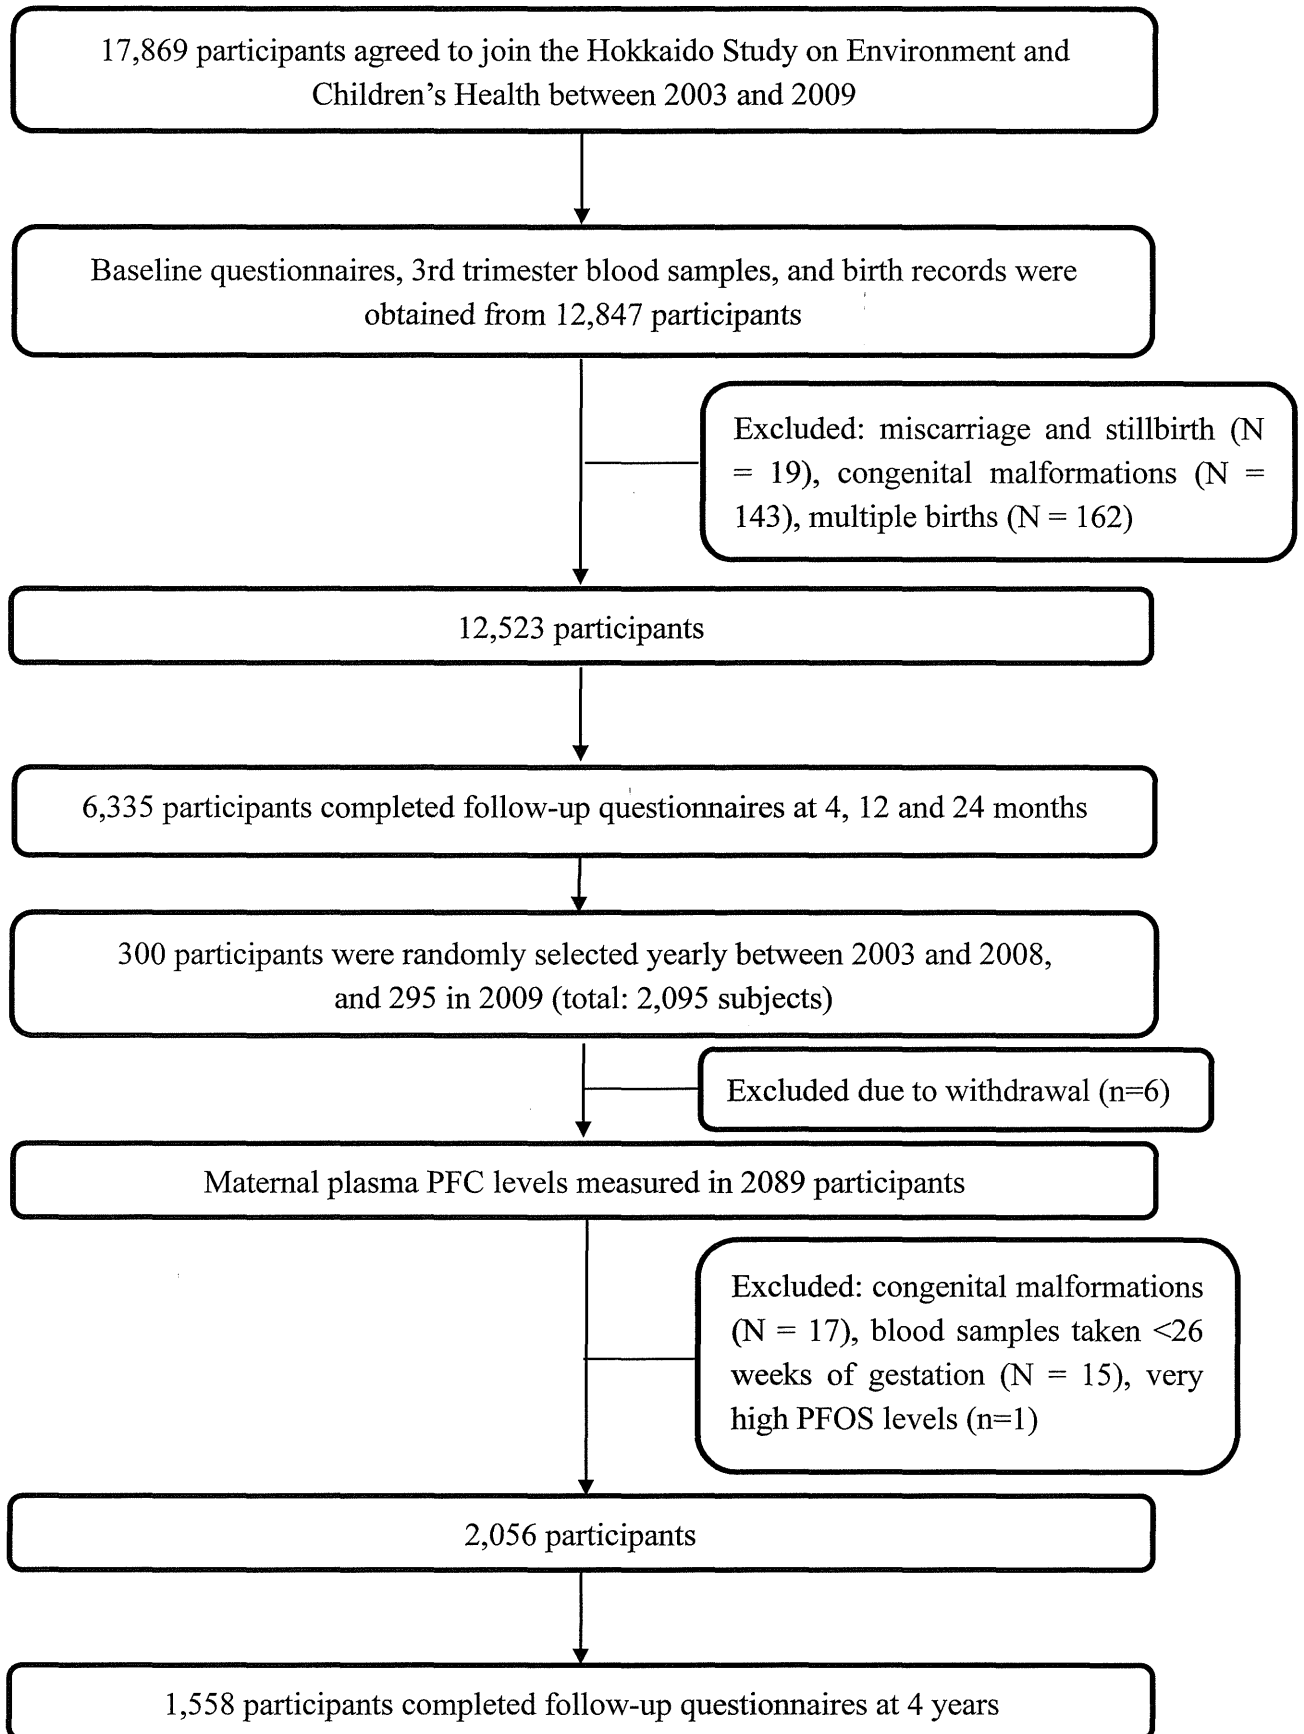 17,869 participants agreed to join the Hokkaido Study on Environment and
Children's Health between 2003 and 2009
Baseline questionnaires, 3rd trimester blood samples, and birth records were
obtained from 12,847 participants
Excluded: miscarriage and stillbirth (N
= 19), congenital malformations (N =
143), multiple births (N = 162)
12,523 participants
6,335 participants completed follow-up questionnaires at 4, 12 and 24 months
300 participants were randomly selected yearly between 2003 and 2008,
and 295 in 2009 (total: 2,095 subjects)
Excluded due to withdrawal (n=6)
Maternal plasma PFC levels measured in 2089 participants
Excluded: congenital malformations
(N = 17), blood samples taken <26
weeks of gestation (N = 15), very
high PFOS levels (n=1)
2,056 participants
1,558 participants completed follow-up questionnaires at 4 years